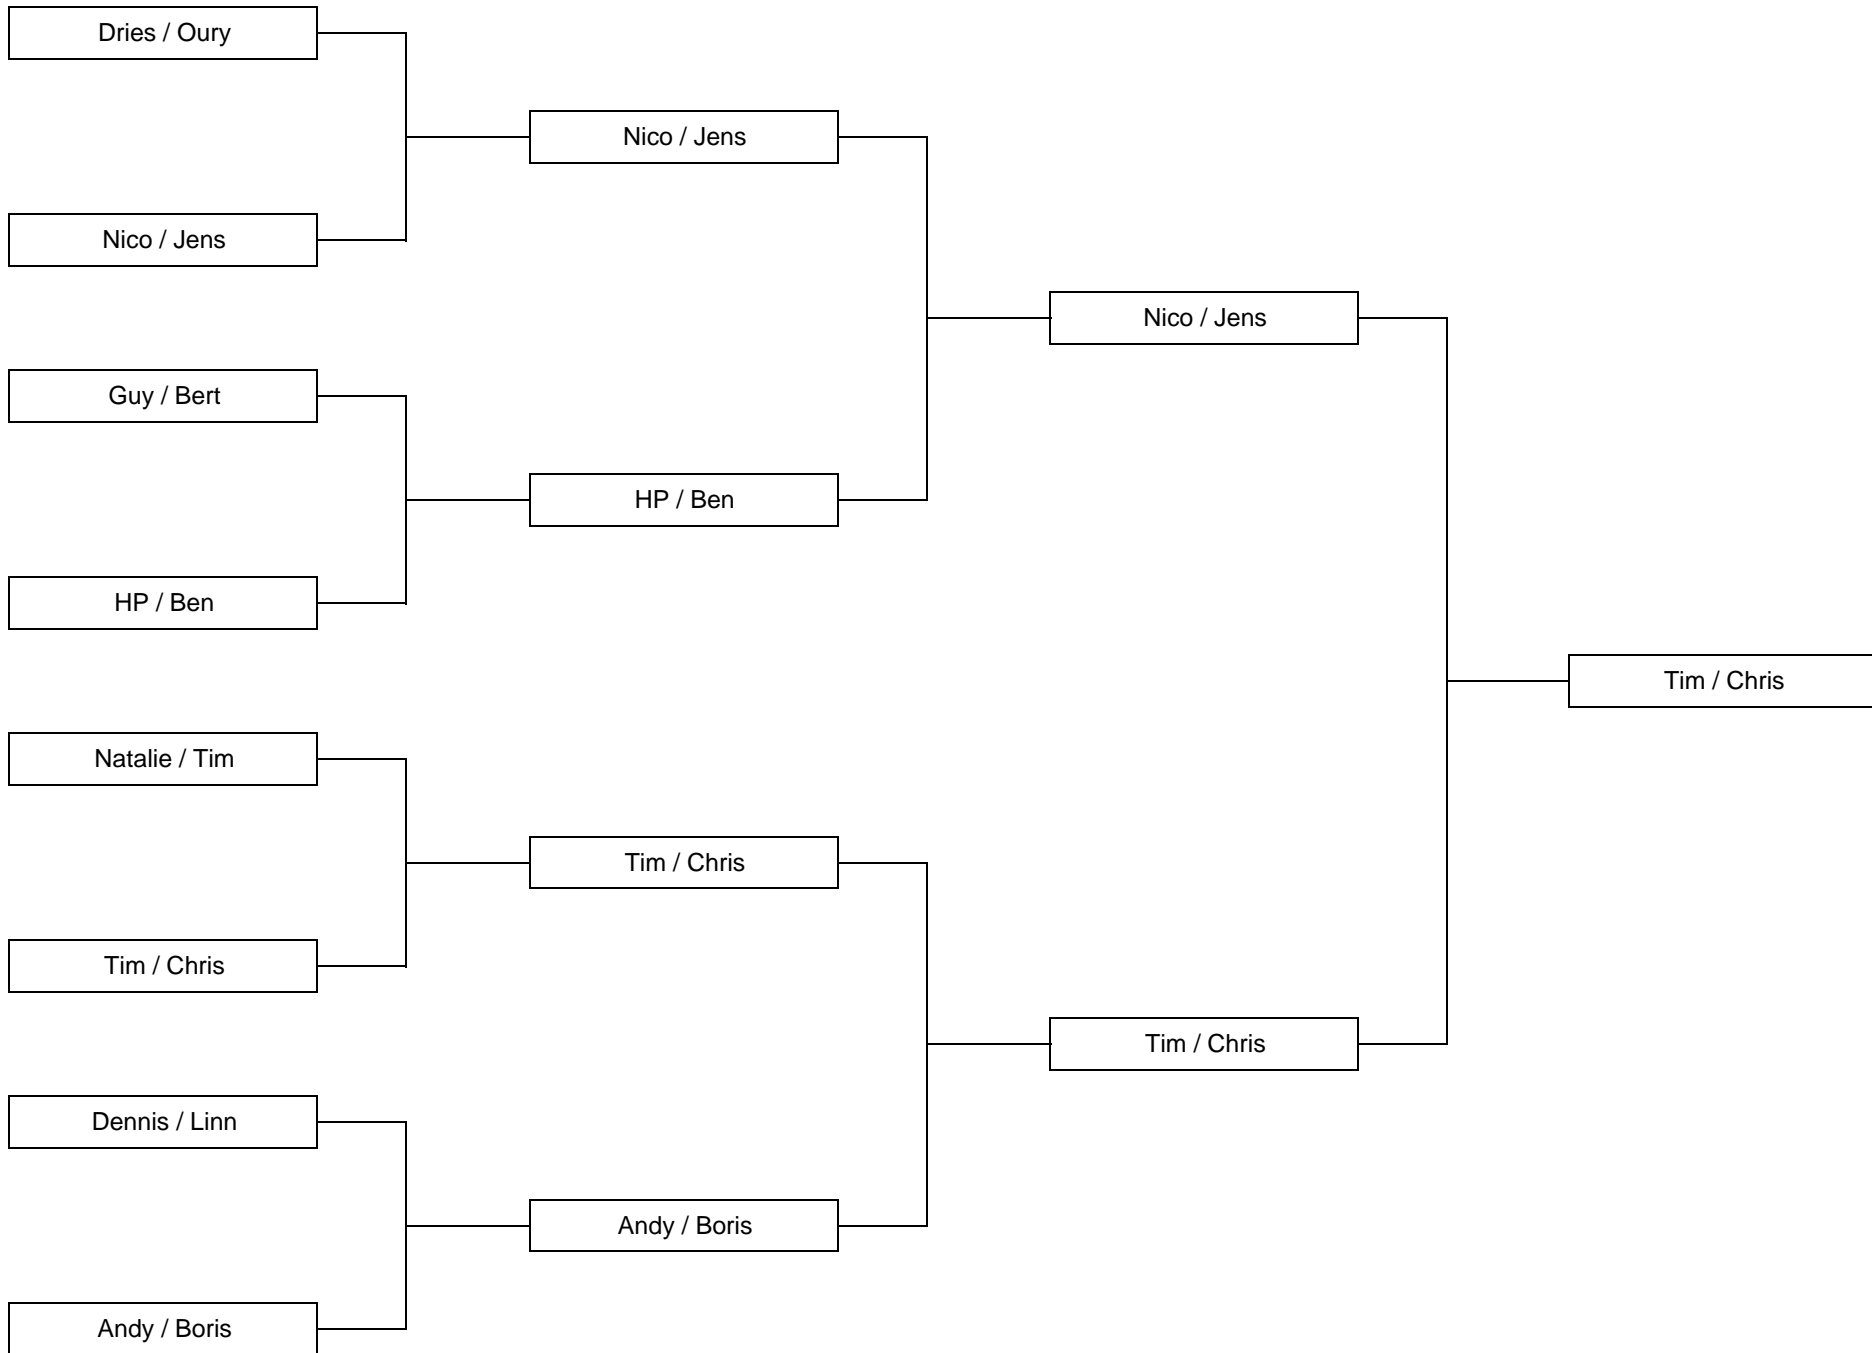 Dries / Oury
Nico / Jens
Nico / Jens
Nico / Jens
Guy / Bert
HP / Ben
HP / Ben
Tim / Chris
Natalie / Tim
Tim / Chris
Tim / Chris
Tim / Chris
Dennis / Linn
Andy / Boris
Andy / Boris